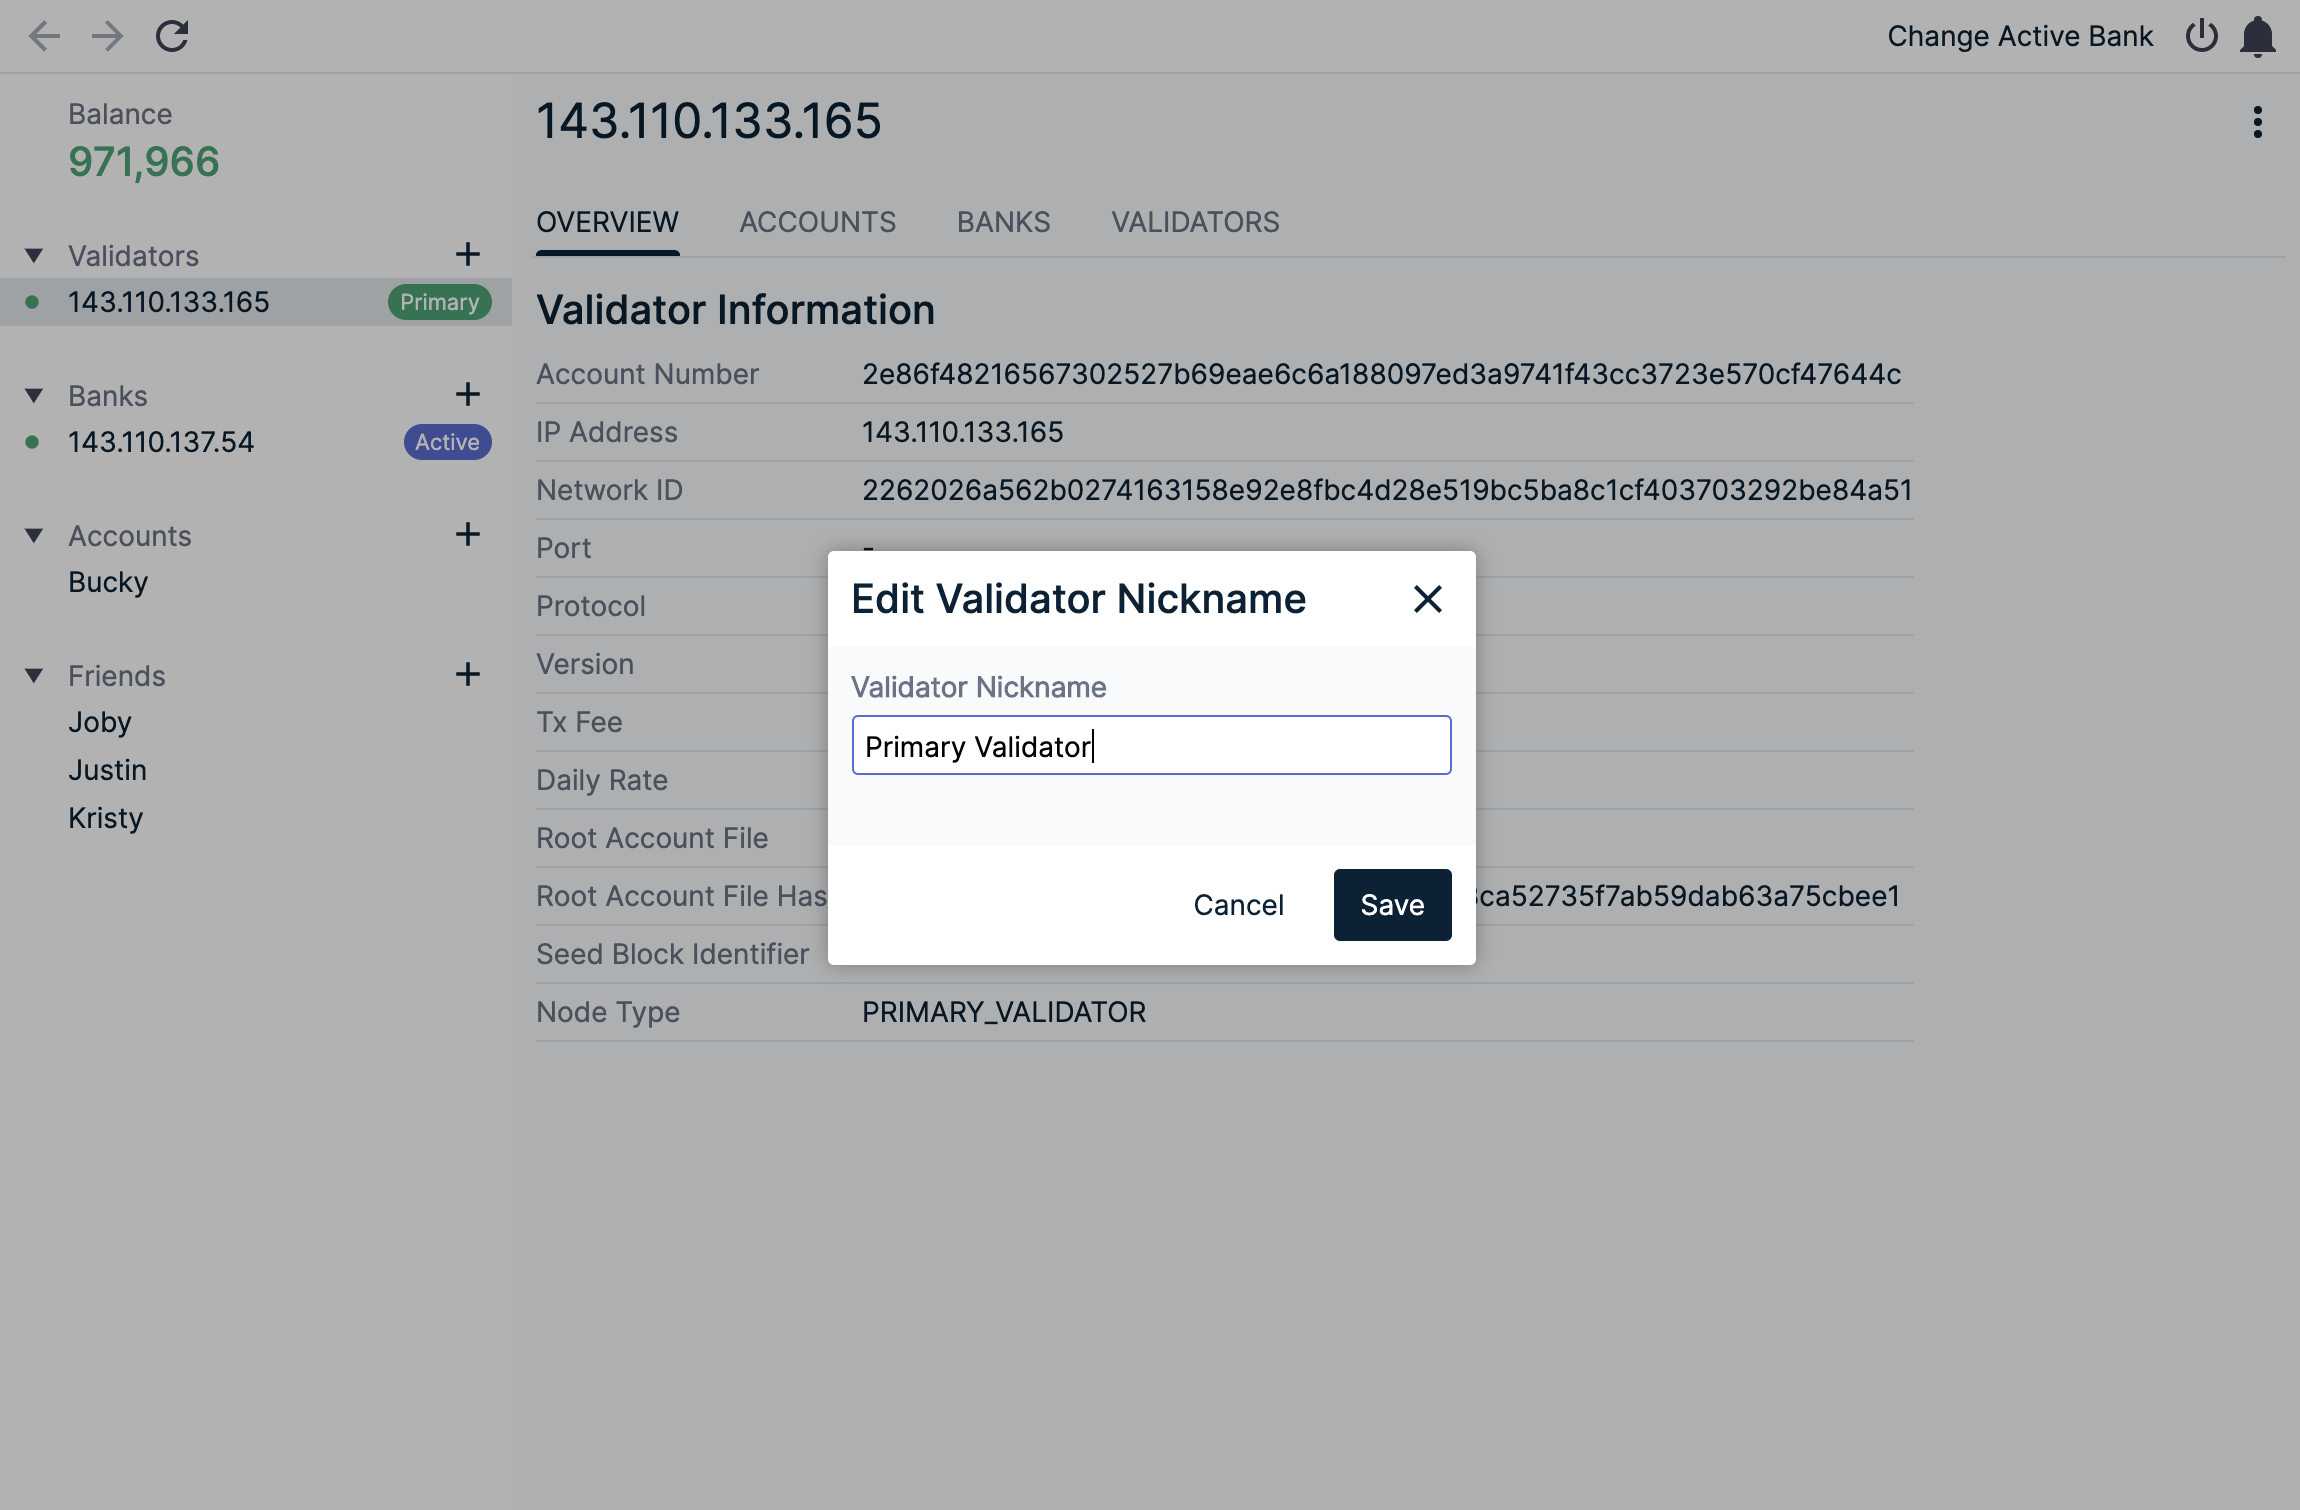 Change Active Bank
Balance
971,966
Validators
143.110.133.165 Primary
Banks
143.110.137.54 Active
Accounts
Bucky
Friends
Joby
Justin
Kristy
143.110.133.165
OVERVIEW ACCOUNTS BANKS VALIDATORS
Validator Information
Account Number 2e86f48216567302527b69eae6c6a188097ed3a9741f43cc3723e570cf47644c
IP Address 143.110.133.165
Network ID 2262026a562b0274163158e92e8fbc4d28e519bc5ba8c1cf403703292be84a51
Port -
Protocol
Version
Tx Fee
Daily Rate
Root Account File
Root Account File Has ca52735f7ab59dab63a75cbee1
Seed Block Identifier
Node Type PRIMARY_VALIDATOR
Edit Validator Nickname
Validator Nickname
Primary Validator
Cancel Save